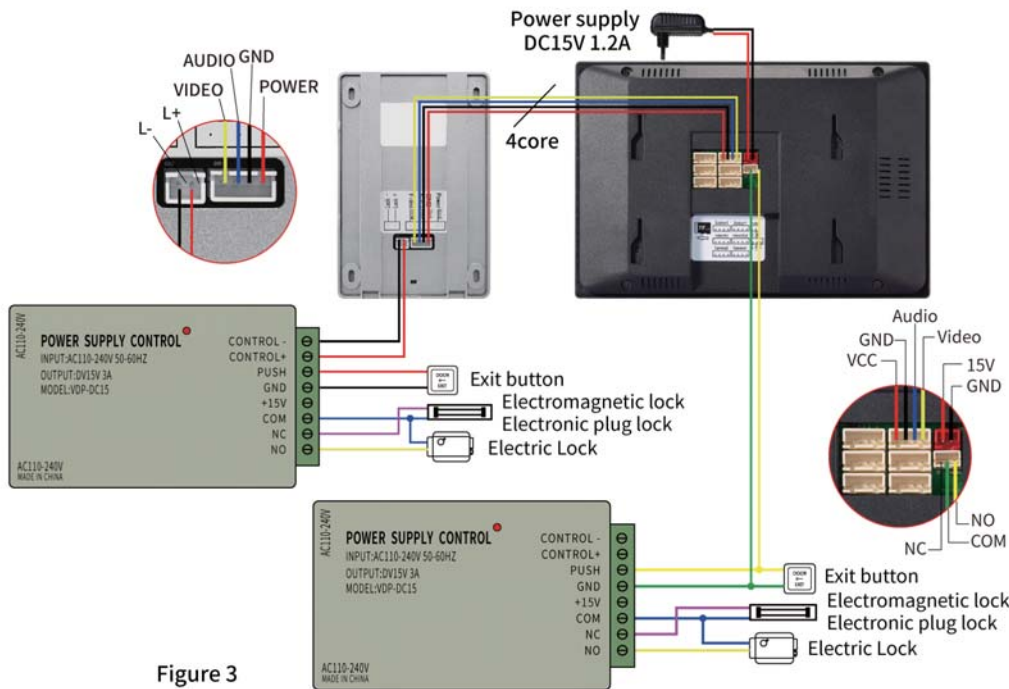 Power supply
DC15V 1.2A
AUDIO GND
VIDEO POWER
L+
L-
4core
AC110-240V
POWER SUPPLY CONTROL
INPUT:AC110-240V 50-60HZ
OUTPUT:DV15V 3A
MODEL:VDP-DC15
AC110-240V
MADE IN CHINA
CONTROL -
CONTROL+
PUSH
GND
+15V
COM
NC
NO
DOOR
EXIT
Exit button
Electromagnetic lock
Electronic plug lock
Electric Lock
Audio
GND Video
VCC 15V
GND
NO
NC COM
AC110-240V
POWER SUPPLY CONTROL
INPUT:AC110-240V 50-60HZ
OUTPUT:DV15V 3A
MODEL:VDP-DC15
AC110-240V
MADE IN CHINA
CONTROL -
CONTROL+
PUSH
GND
+15V
COM
NC
NO
DOOR
EXIT
Exit button
Electromagnetic lock
Electronic plug lock
Electric Lock
Figure 3